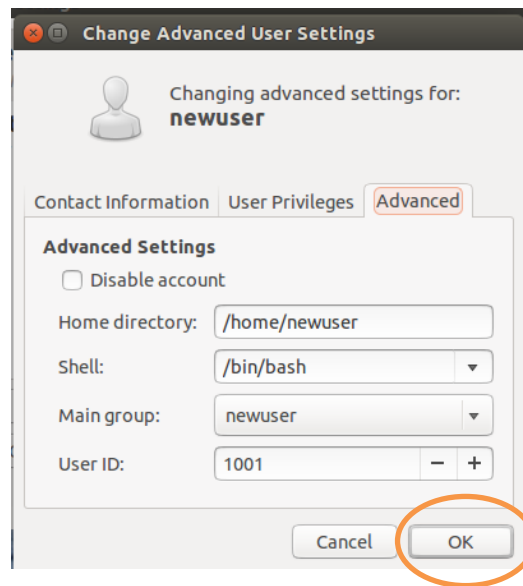 Change Advanced User Settings
Changing advanced settings for:
newuser
Contact Information User Privileges Advanced
Advanced Settings
Disable account
Home directory: /home/newuser
Shell: /bin/bash
Main group: newuser
User ID: 1001 − +
Cancel OK